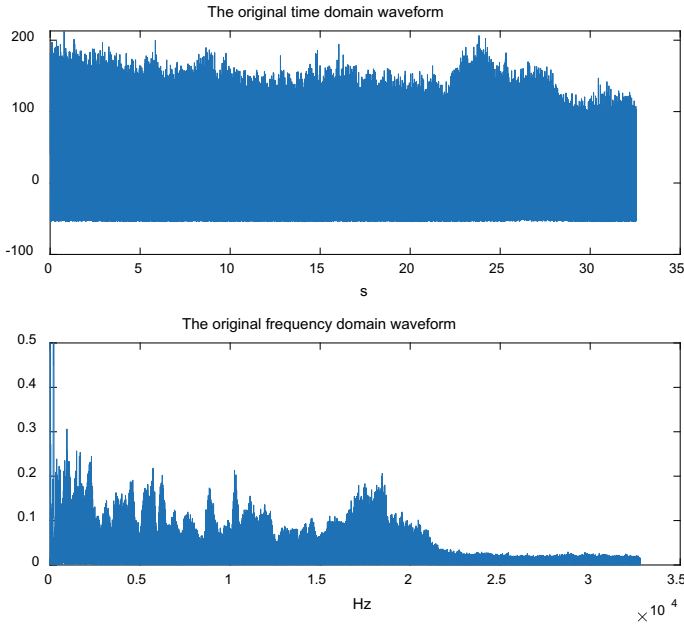 The original time domain waveform
200
100
0
-100
0 5 10 15 20 25 30 35
s
The original frequency domain waveform
0.5
0.4
0.3
0.2
0.1
0
0 0.5 1 1.5 2 2.5 3 3.5
Hz
× 10 4